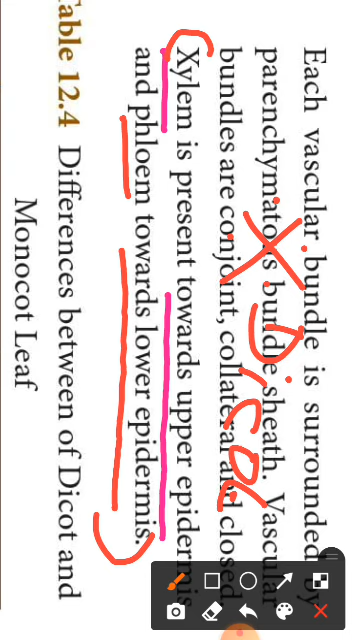 Each vascular bundle is surrounded by
parenchymatous bundle sheath. Vascular
bundles are conjoint, collateral and closed
Xylem is present towards upper epidermis
and phloem towards lower epidermis.
Table 12.4 Differences between of Dicot and
Monocot Leaf